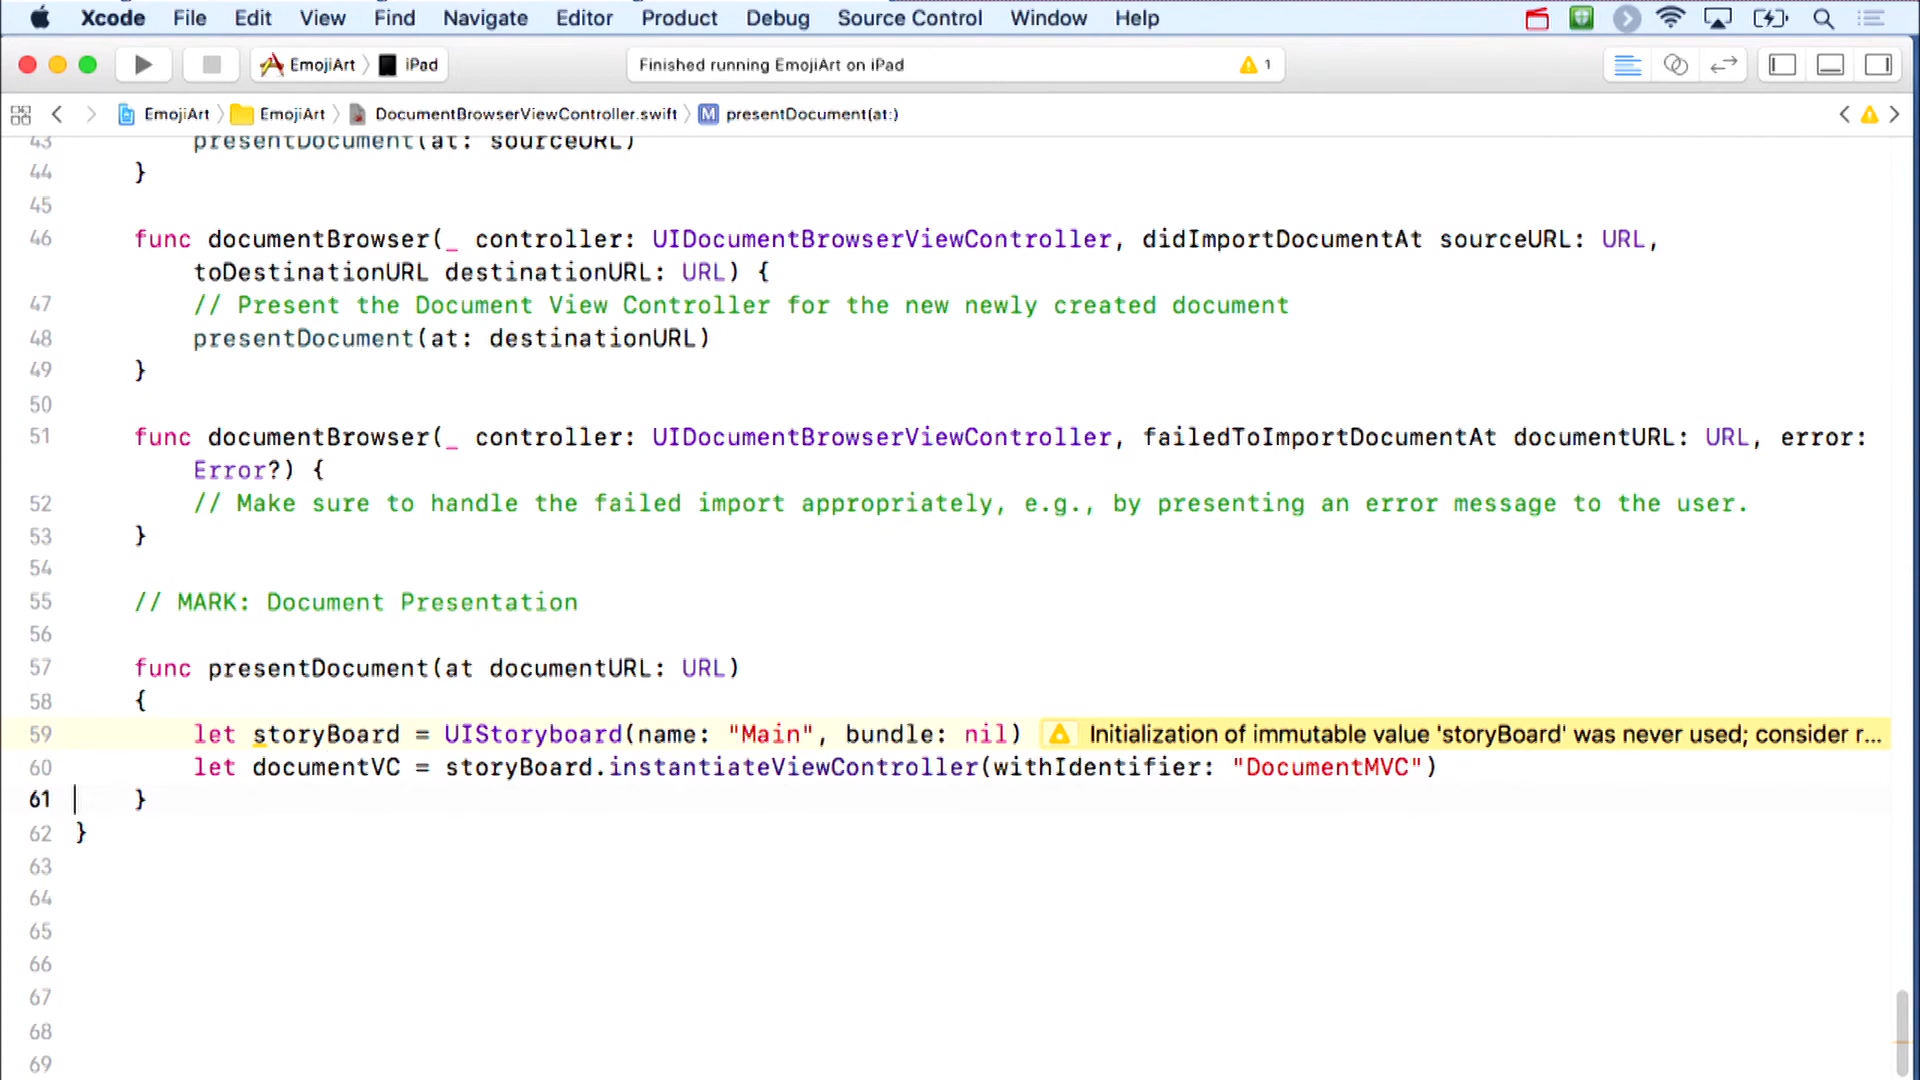 Xcode File Edit View Find Navigate Editor Product Debug Source Control Window Help
EmojiArt iPad Finished running EmojiArt on iPad 1
EmojiArt EmojiArt DocumentBrowserViewController.swift M presentDocument(at:)
43 presentDocument(at: sourceURL)
44 }
45
46 func documentBrowser(_ controller: UIDocumentBrowserViewController, didImportDocumentAt sourceURL: URL,
toDestinationURL destinationURL: URL) {
47 // Present the Document View Controller for the new newly created document
48 presentDocument(at: destinationURL)
49 }
50
51 func documentBrowser(_ controller: UIDocumentBrowserViewController, failedToImportDocumentAt documentURL: URL, error:
Error?) {
52 // Make sure to handle the failed import appropriately, e.g., by presenting an error message to the user.
53 }
54
55 // MARK: Document Presentation
56
57 func presentDocument(at documentURL: URL)
58 {
59 let storyBoard = UIStoryboard(name: "Main", bundle: nil) Initialization of immutable value 'storyBoard' was never used; consider r...
60 let documentVC = storyBoard.instantiateViewController(withIdentifier: "DocumentMVC")
61 }
62 }
63
64
65
66
67
68
69